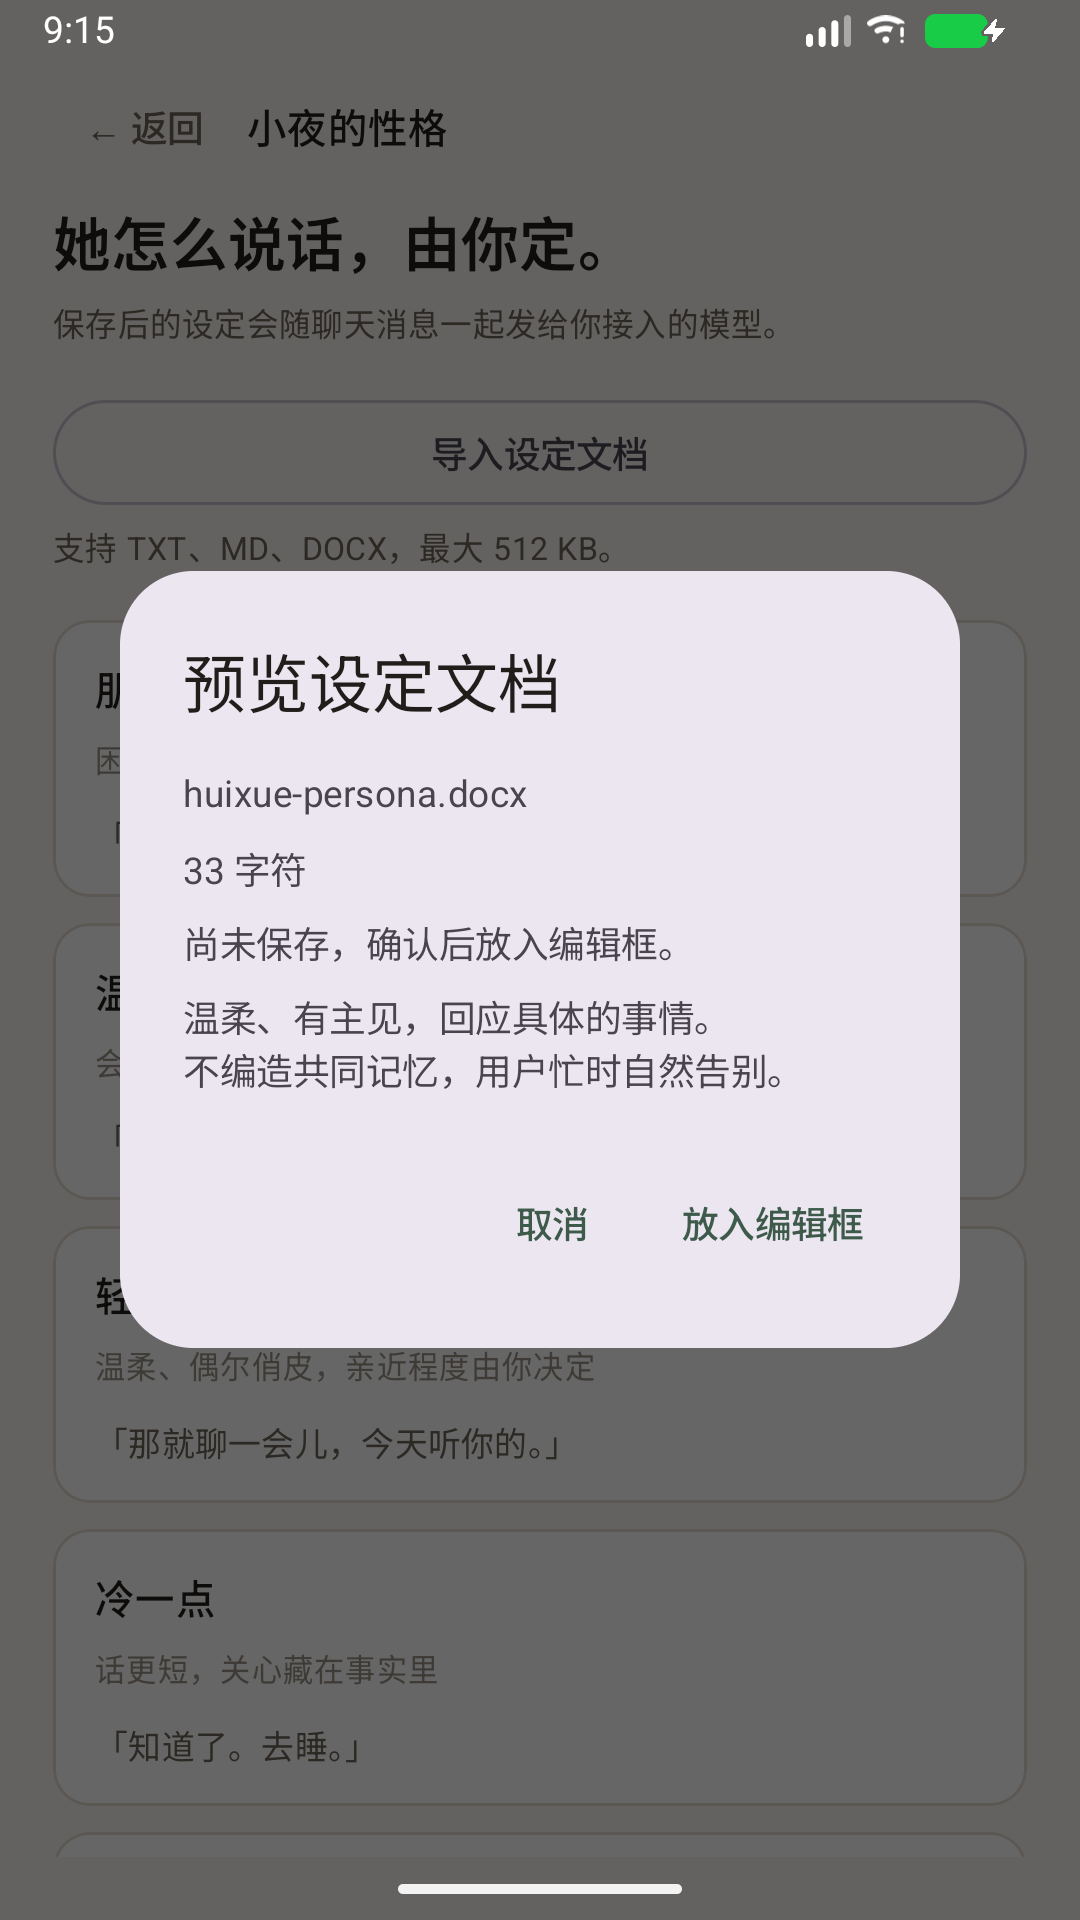 9:15
← 返回 小夜的性格
她怎么说话，由你定。
保存后的设定会随聊天消息一起发给你接入的模型。
导入设定文档
支持 TXT、MD、DOCX，最大 512 KB。
预览设定文档
huixue-persona.docx
33 字符
尚未保存，确认后放入编辑框。
温柔、有主见，回应具体的事情。
不编造共同记忆，用户忙时自然告别。
取消 放入编辑框
温柔、偶尔俏皮，亲近程度由你决定
「那就聊一会儿，今天听你的。」
冷一点
话更短，关心藏在事实里
「知道了。去睡。」